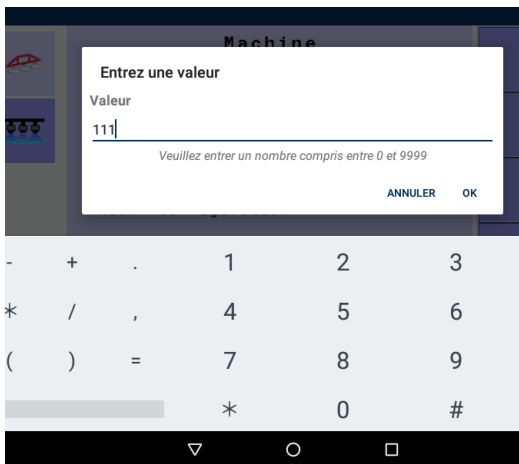 Machine
Entrez une valeur
Valeur
111
Veuillez entrer un nombre compris entre 0 et 9999
ANNULER OK
- + . 1 2 3
* / , 4 5 6
( ) = 7 8 9
* 0 #